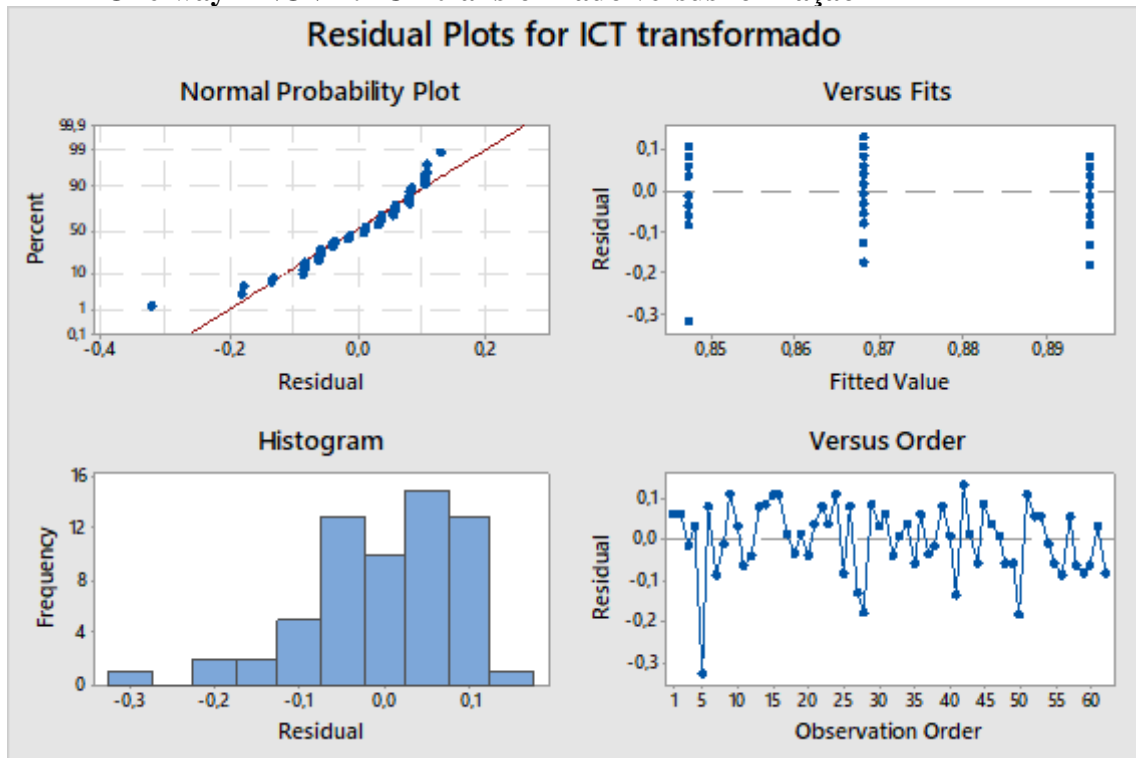 Residual Plots for ICT transformado
Normal Probability Plot
99,9
99
90
50
10
1
0,1
Percent
-0,4
-0,2
0,0
0,2
Residual
Versus Fits
0,1
0,0
-0,1
-0,2
-0,3
Residual
0,85
0,86
0,87
0,88
0,89
Fitted Value
Histogram
16
12
8
4
0
Frequency
-0,3
-0,2
-0,1
0,0
0,1
Residual
Versus Order
0,1
0,0
-0,1
-0,2
-0,3
Residual
1 5 10 15 20 25 30 35 40 45 50 55 60
Observation Order